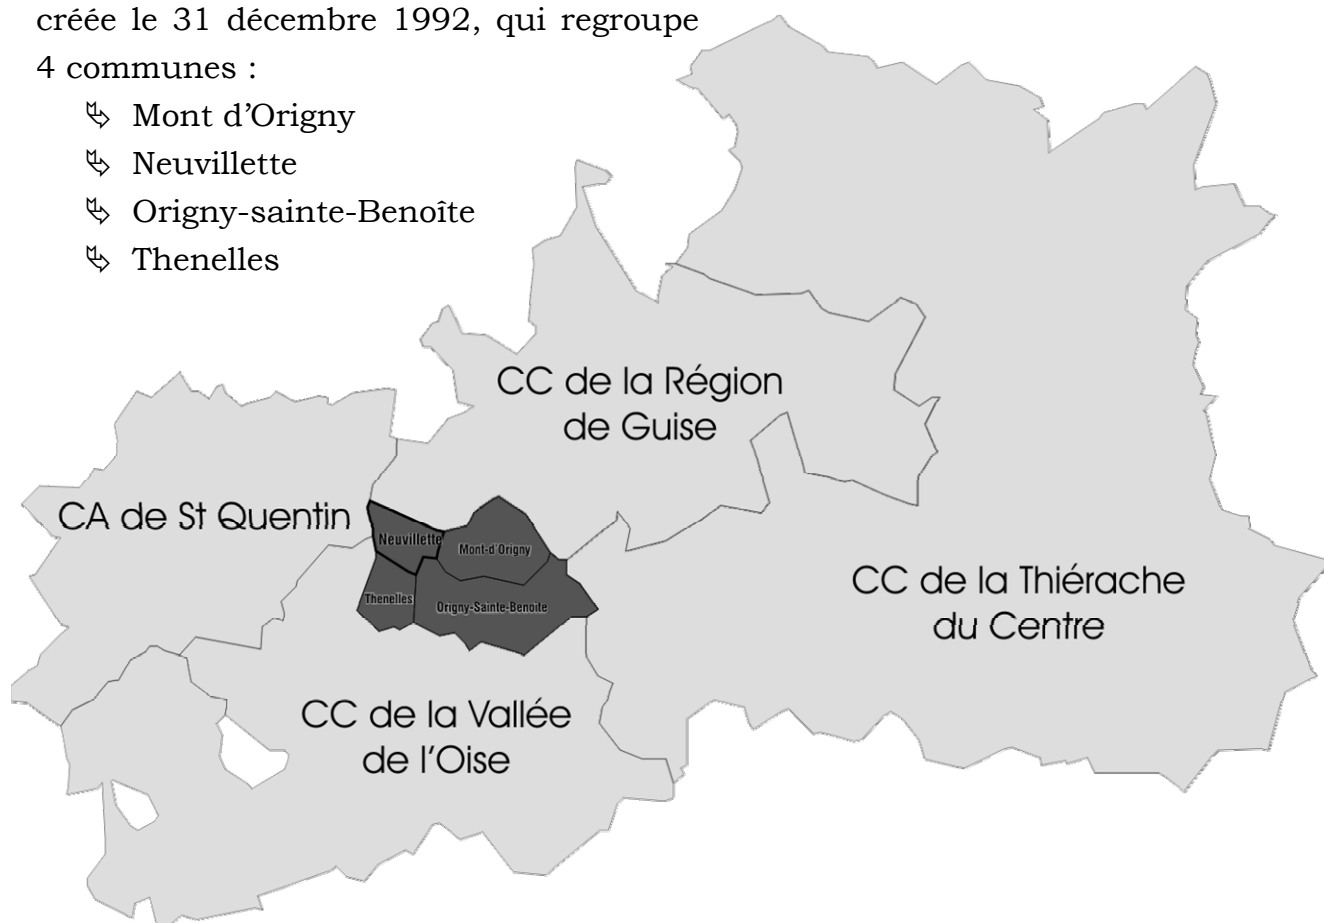 créée le 31 décembre 1992, qui regroupe
4 communes :
Mont d’Origny
Neuvillette
Origny-sainte-Benoîte
Thenelles
CC de la Région
de Guise
CA de St Quentin
Neuvillette
Mont-d'Origny
Thenelles
Origny-Sainte-Benoite
CC de la Thiérache
du Centre
CC de la Vallée
de l'Oise